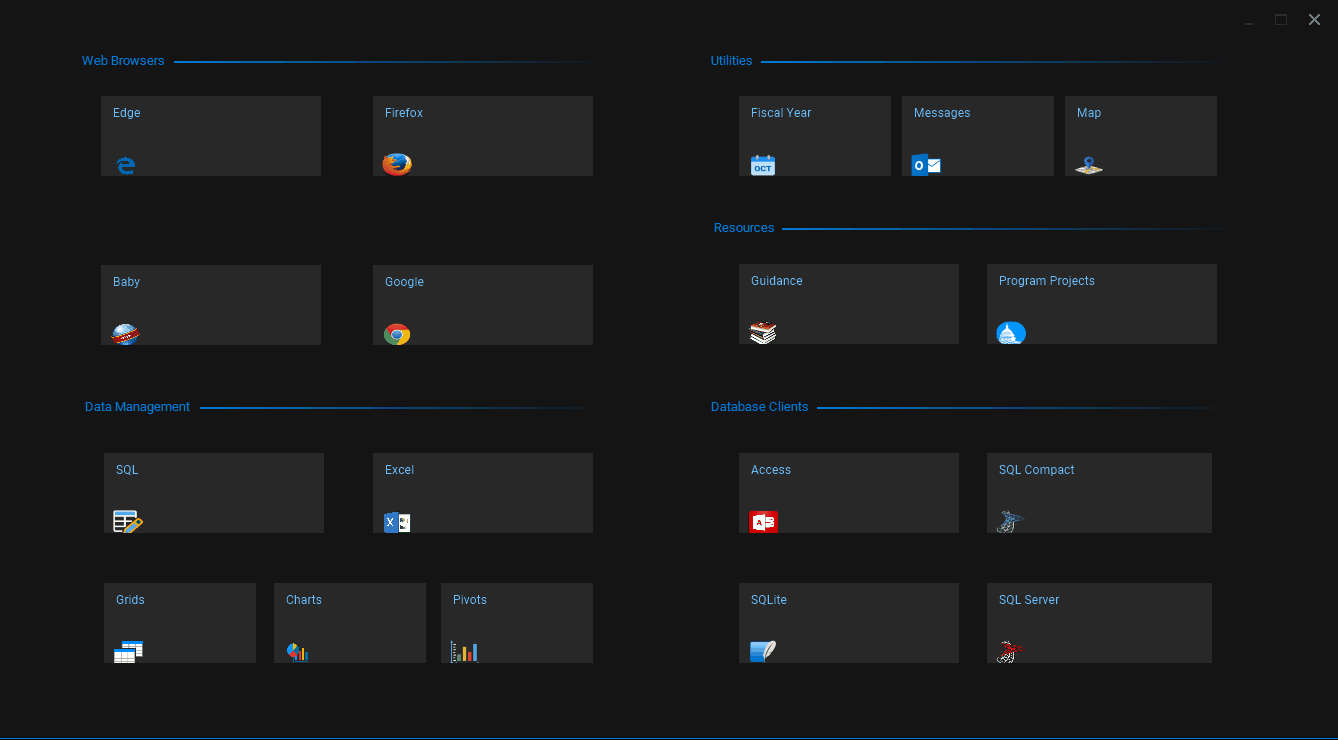 Web Browsers
Edge
Firefox
Baby
Google
Utilities
Fiscal Year
OCT
Messages
Map
Resources
Guidance
Program Projects
Data Management
SQL
Excel
X
Grids
Charts
Pivots
Database Clients
Access
A
SQL Compact
SQLite
SQL Server